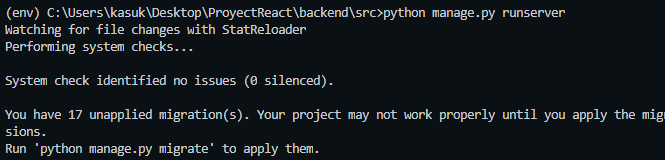 (env) C:\Users\kasuk\Desktop\ProyectReact\backend\src>python manage.py runserver
Watching for file changes with StatReloader
Performing system checks...
System check identified no issues (0 silenced).
You have 17 unapplied migration(s). Your project may not work properly until you apply the migr
sions.
Run 'python manage.py migrate' to apply them.